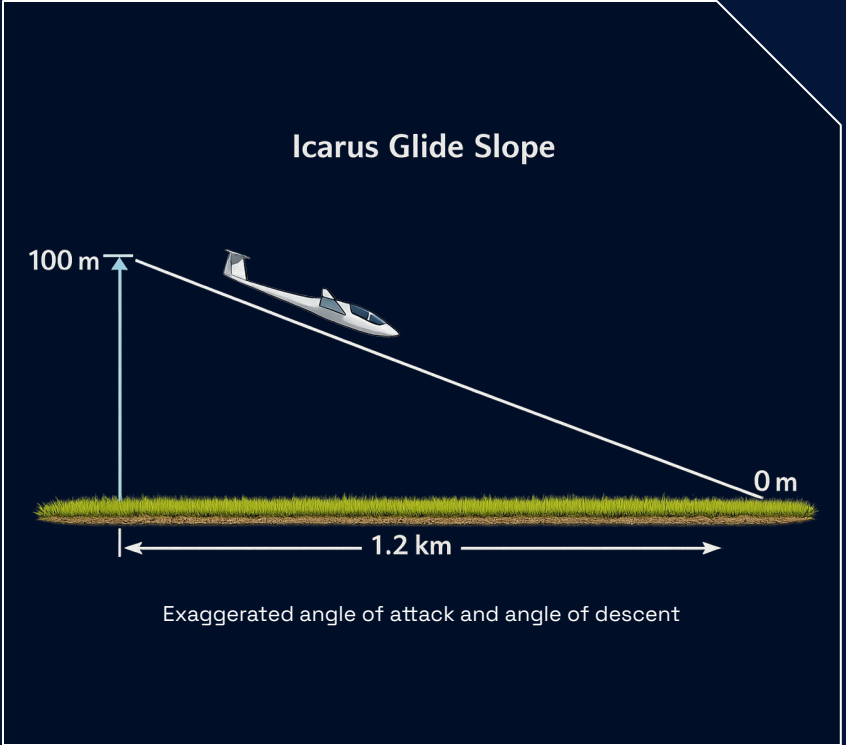 Icarus Glide Slope
100 m
0 m
1.2 km
Exaggerated angle of attack and angle of descent